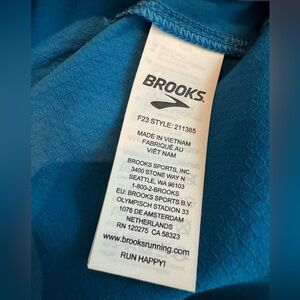 BROOKS
F23 STYLE: 211385
MADE IN VIETNAM
FABRIQUÉ AU
VIÊT NAM
BROOKS SPORTS, INC.
3400 STONE WAY N
SEATTLE, WA 98103
1-800-2-BROOKS
EU: BROOKS SPORTS B.V.
OLYMPISCH STADION 33
1076 DE AMSTERDAM
NETHERLANDS
RN 120275 CA 58323
www.brooksrunning.com
RUN HAPPY!